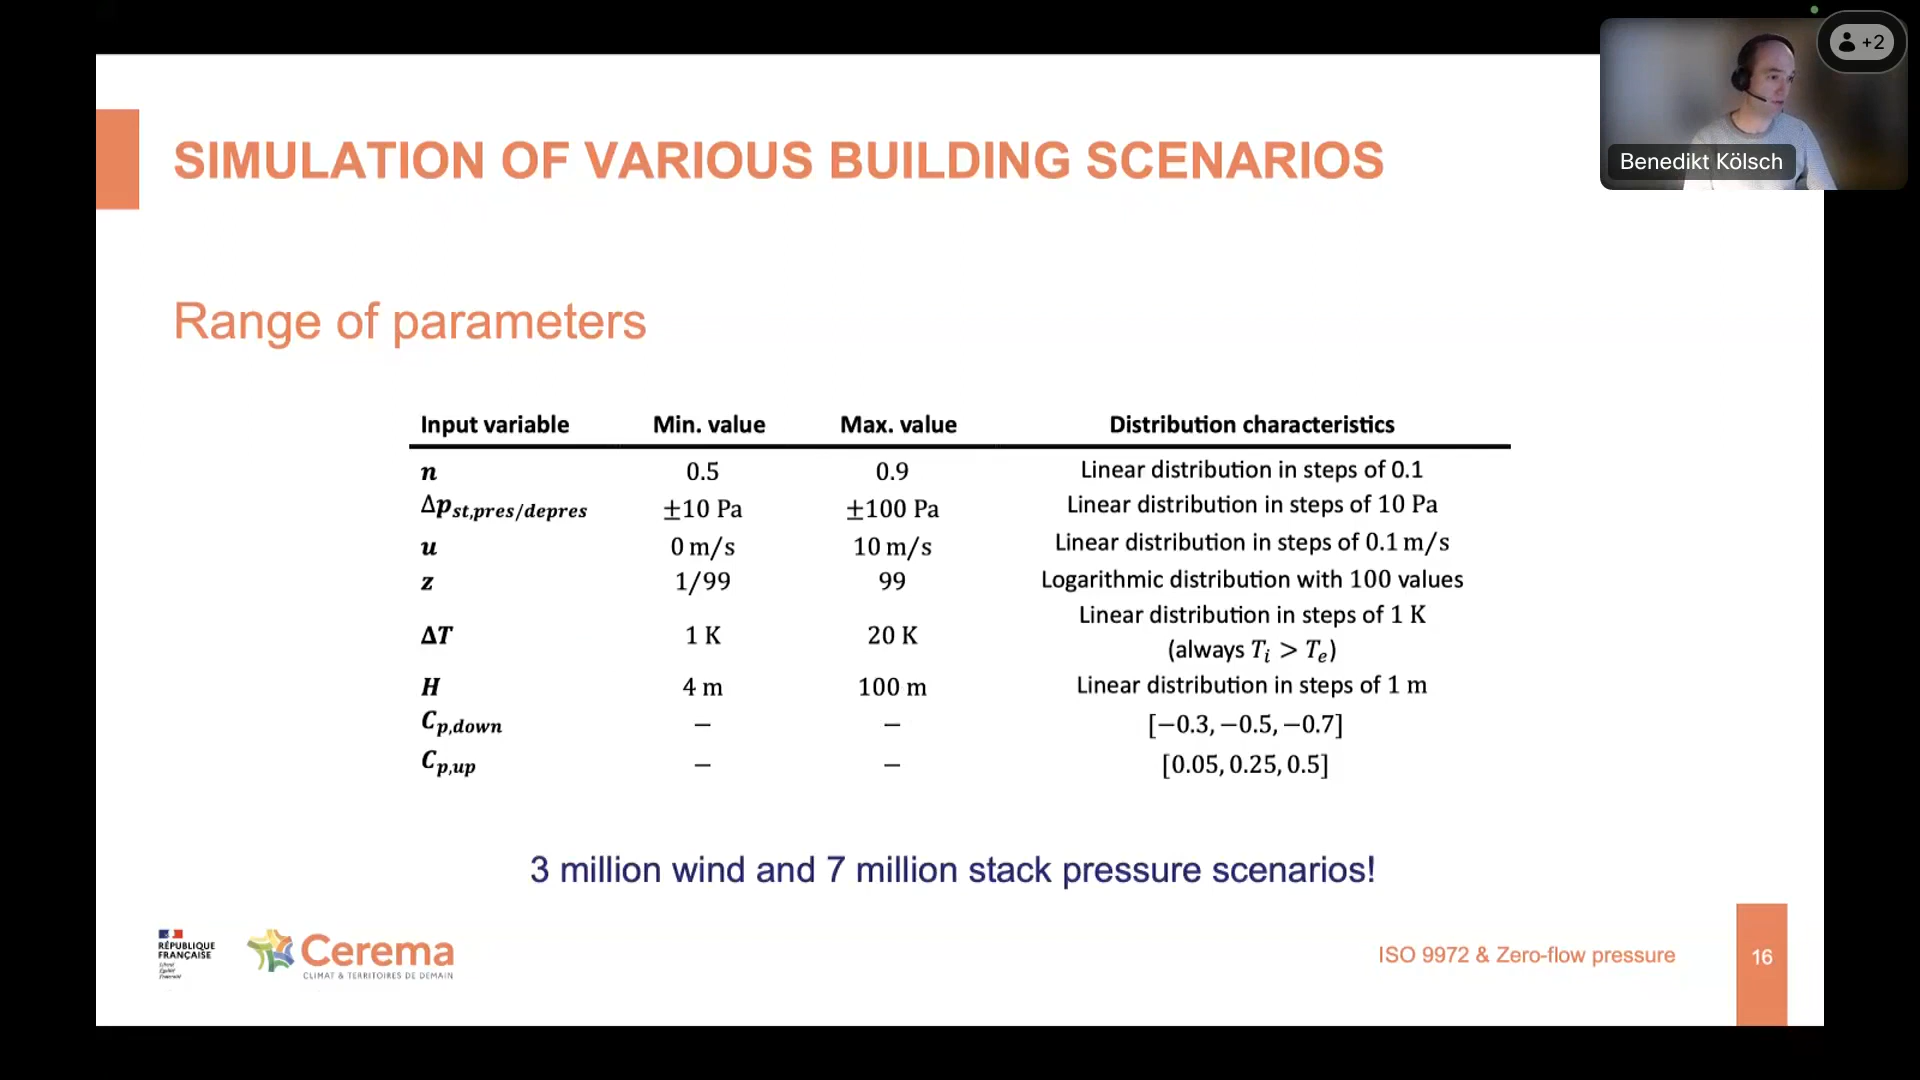 +2
Benedikt Kölsch
SIMULATION OF VARIOUS BUILDING SCENARIOS
Range of parameters
Input variable Min. value Max. value Distribution characteristics
n 0.5 0.9 Linear distribution in steps of 0.1
Δp_st,pres/depres ±10 Pa ±100 Pa Linear distribution in steps of 10 Pa
u 0 m/s 10 m/s Linear distribution in steps of 0.1 m/s
z 1/99 99 Logarithmic distribution with 100 values
ΔT 1 K 20 K Linear distribution in steps of 1 K
(always T_i > T_e)
H 4 m 100 m Linear distribution in steps of 1 m
C_p,down – – [−0.3, −0.5, −0.7]
C_p,up – – [0.05, 0.25, 0.5]
3 million wind and 7 million stack pressure scenarios!
RÉPUBLIQUE
FRANÇAISE
Liberté
Égalité
Fraternité
Cerema
CLIMAT & TERRITOIRES DE DEMAIN
ISO 9972 & Zero-flow pressure
16